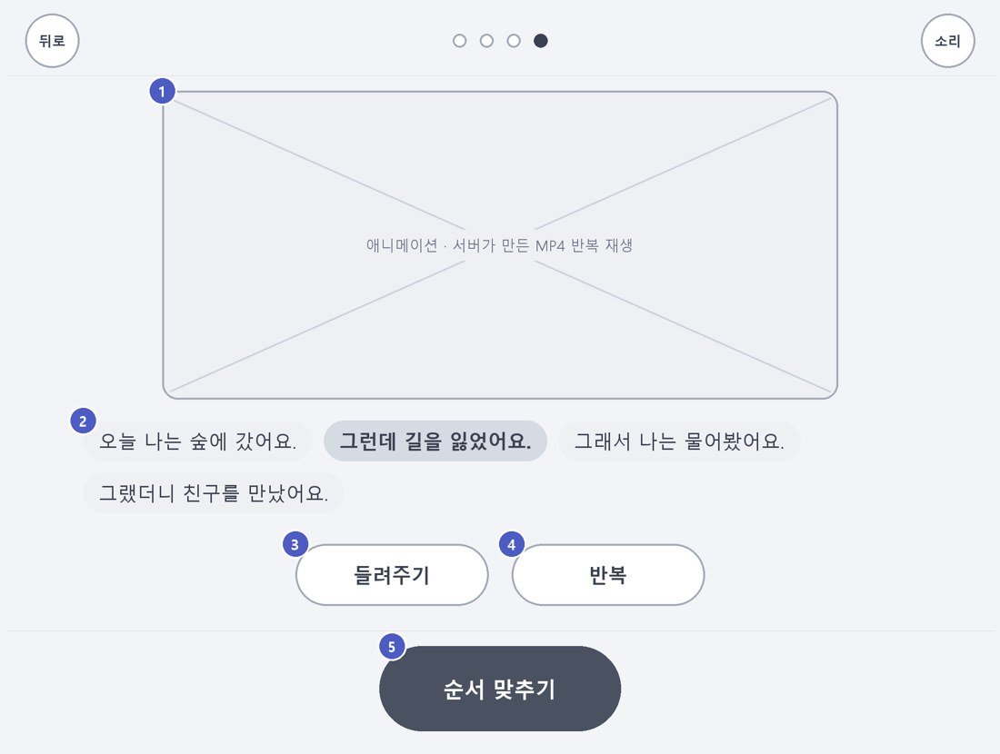 뒤로
소리
1
애니메이션 · 서버가 만든 MP4 반복 재생
2
오늘 나는 숲에 갔어요. 그런데 길을 잃었어요. 그래서 나는 물어봤어요.
그랬더니 친구를 만났어요.
3
들려주기
4
반복
5
순서 맞추기